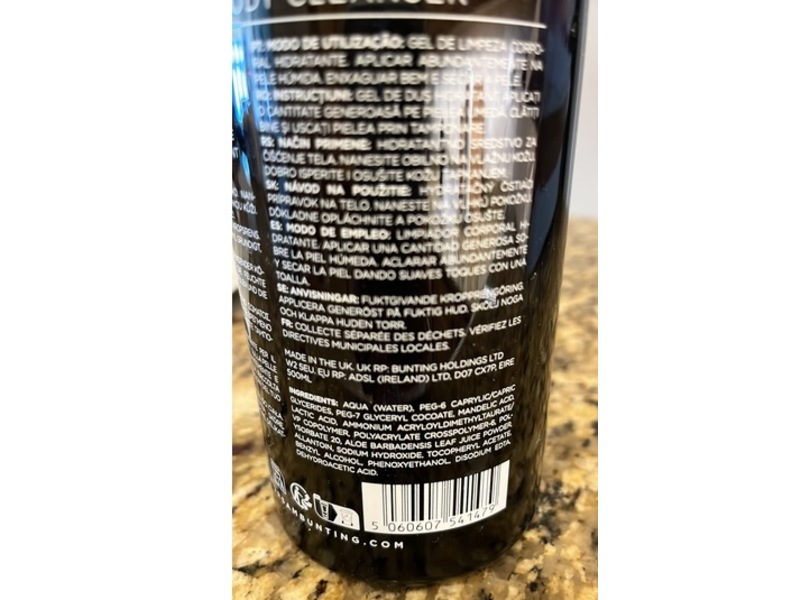 ODY CLEANSER
PT: MODO DE UTILIZAÇÃO: GEL DE LIMPEZA CORPO-
RAL HIDRATANTE. APLICAR ABUNDANTEMENTE NA
PELE HÚMIDA. ENXAGUAR BEM E SECAR A PELE.
RO: INSTRUCȚIUNI: GEL DE DUȘ HIDRATANT. APLICAȚI
O CANTITATE GENEROASĂ PE PIELEA UMEDĂ. CLĂTIȚI
BINE ȘI USCAȚI PIELEA PRIN TAMPONARE.
RS: NAČIN PRIMENE: HIDRATANTNO SREDSTVO ZA
ČIŠĆENJE TELA. NANESITE OBILNO NA VLAŽNU KOŽU.
DOBRO ISPERITE I OSUŠITE KOŽU TAPKANJEM.
SK: NÁVOD NA POUŽITIE: HYDRATAČNÝ ČISTIACI
PRÍPRAVOK NA TELO. NANESTE NA VLHKÚ POKOŽKU.
DÔKLADNE OPLÁCHNITE A POKOŽKU OSUŠTE.
ES: MODO DE EMPLEO: LIMPIADOR CORPORAL HI-
DRATANTE. APLICAR UNA CANTIDAD GENEROSA SO-
BRE LA PIEL HÚMEDA. ACLARAR ABUNDANTEMENTE
Y SECAR LA PIEL DANDO SUAVES TOQUES CON UNA
TOALLA.
SE: ANVISNINGAR: FUKTGIVANDE KROPPRENGÖRING.
APPLICERA GENERÖST PÅ FUKTIG HUD. SKÖLJ NOGA
OCH KLAPPA HUDEN TORR.
FR: COLLECTE SÉPARÉE DES DÉCHETS. VÉRIFIEZ LES
DIRECTIVES MUNICIPALES LOCALES.
MADE IN THE UK. UK RP: BUNTING HOLDINGS LTD
W2 5EU. EU RP: ADSL (IRELAND) LTD, D07 CX7P, EIRE
500ML
INGREDIENTS: AQUA (WATER), PEG-6 CAPRYLIC/CAPRIC
GLYCERIDES, PEG-7 GLYCERYL COCOATE, MANDELIC ACID,
LACTIC ACID, AMMONIUM ACRYLOYLDIMETHYLTAURATE/
VP COPOLYMER, POLYACRYLATE CROSSPOLYMER-6, POL-
YSORBATE 20, ALOE BARBADENSIS LEAF JUICE POWDER,
ALLANTOIN, SODIUM HYDROXIDE, TOCOPHERYL ACETATE,
BENZYL ALCOHOL, PHENOXYETHANOL, DISODIUM EDTA,
DEHYDROACETIC ACID.
5 060607 541479
SAMBUNTING.COM